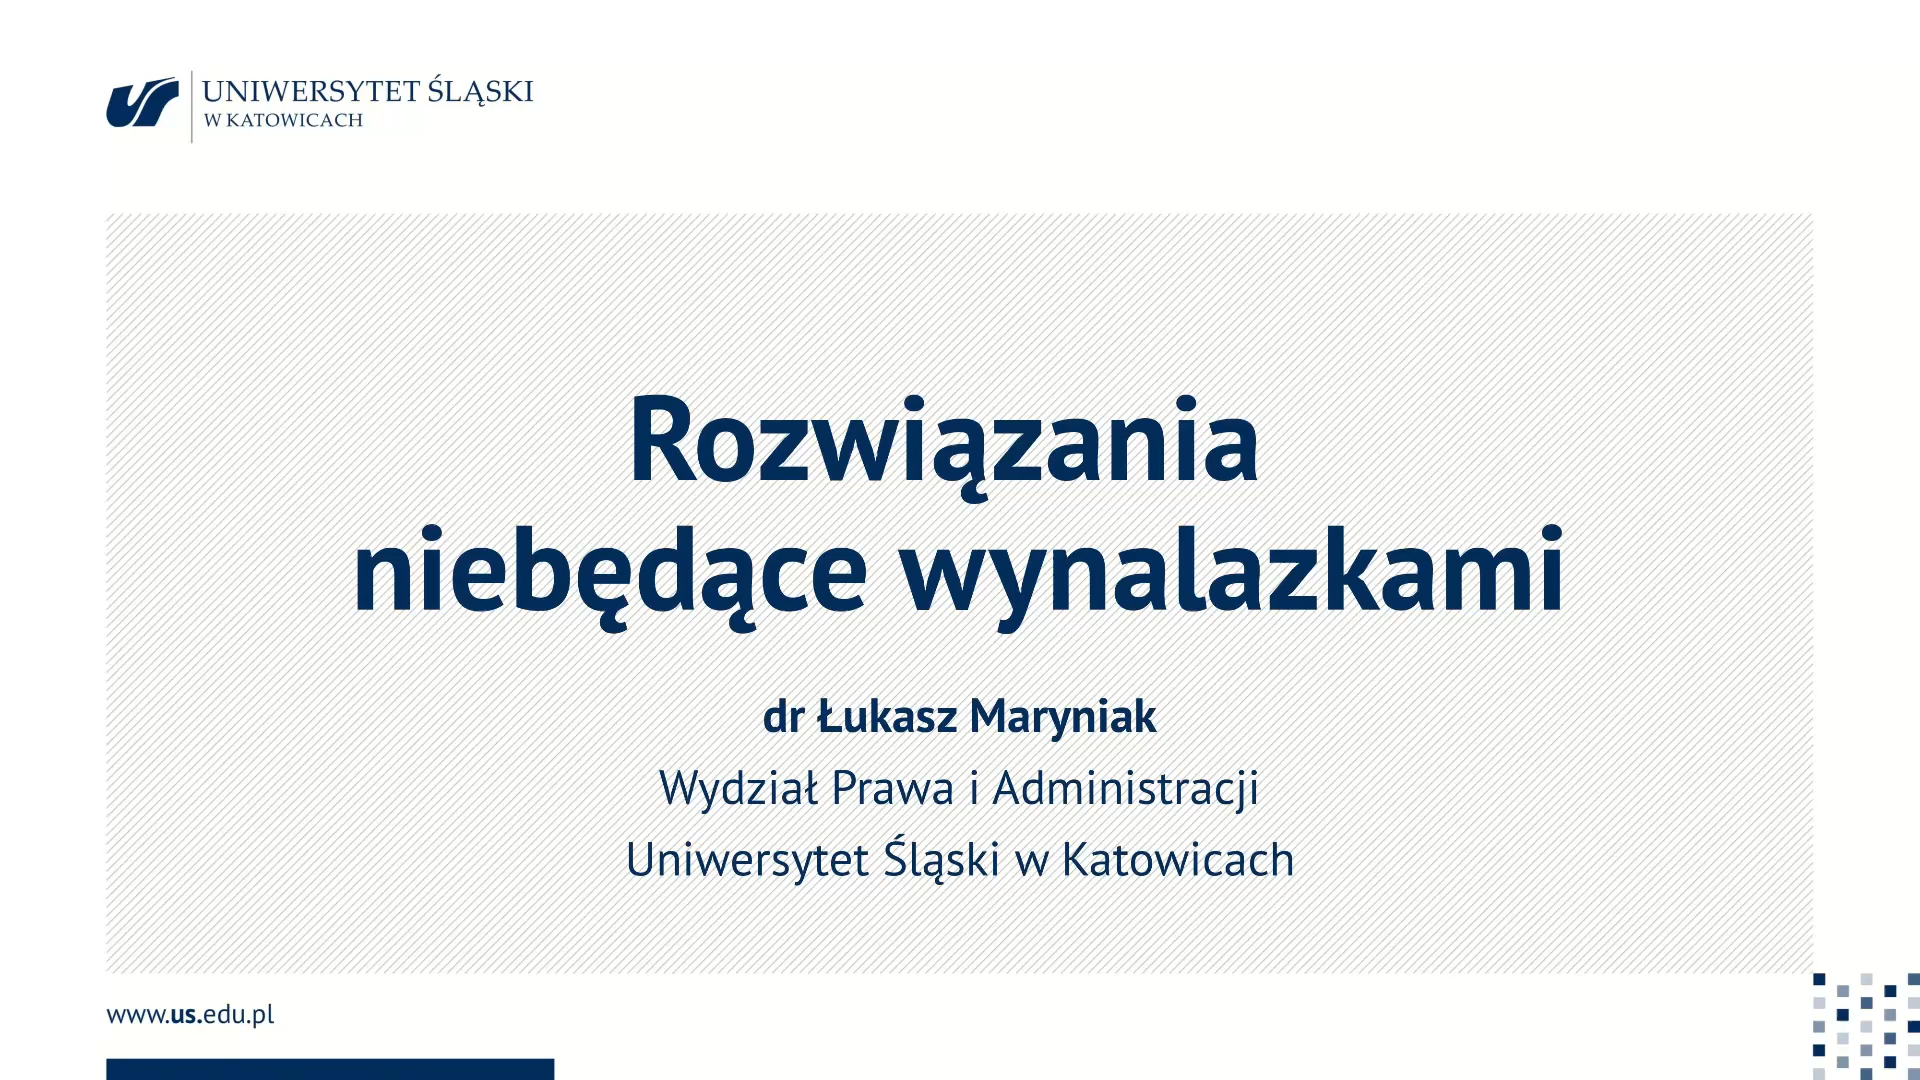 UNIWERSYTET ŚLĄSKI
W KATOWICACH
Rozwiązania
niebędące wynalazkami
dr Łukasz Maryniak
Wydział Prawa i Administracji
Uniwersytet Śląski w Katowicach
www.us.edu.pl